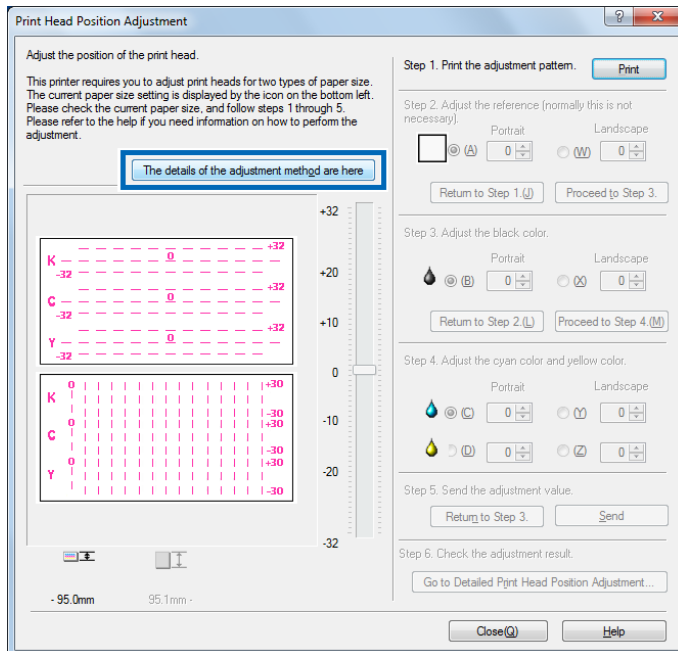 Print Head Position Adjustment
Adjust the position of the print head.
This printer requires you to adjust print heads for two types of paper size.
The current paper size setting is displayed by the icon on the bottom left.
Please check the current paper size, and follow steps 1 through 5.
Please refer to the help if you need information on how to perform the
adjustment.
The details of the adjustment method are here
+32
+20
+10
0
-10
-20
-32
+32
K 0
-32
+32
C 0
-32
+32
Y 0
-32
0 +30
K
-30
0 +30
C
-30
0 +30
Y
-30
- 95.0mm
95.1mm -
Step 1. Print the adjustment pattern.
Print
Step 2. Adjust the reference (normally this is not
necessary).
Portrait Landscape
(A) 0 (W) 0
Return to Step 1.(J) Proceed to Step 3.
Step 3. Adjust the black color.
Portrait Landscape
(B) 0 (X) 0
Return to Step 2.(L) Proceed to Step 4.(M)
Step 4. Adjust the cyan color and yellow color.
Portrait Landscape
(C) 0 (Y) 0
(D) 0 (Z) 0
Step 5. Send the adjustment value.
Return to Step 3. Send
Step 6. Check the adjustment result.
Go to Detailed Print Head Position Adjustment...
Close(Q) Help